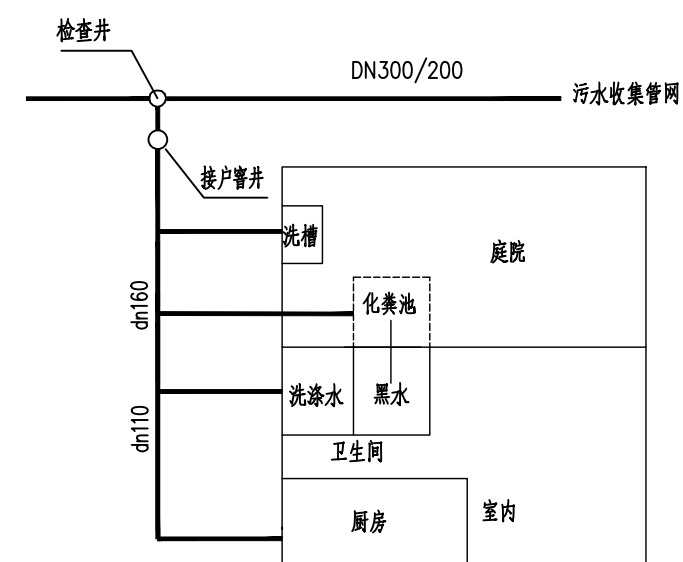 检查井
DN300/200
污水收集管网
接户窨井
洗槽
庭院
dn160
化粪池
洗涤水
黑水
dn110
卫生间
厨房
室内